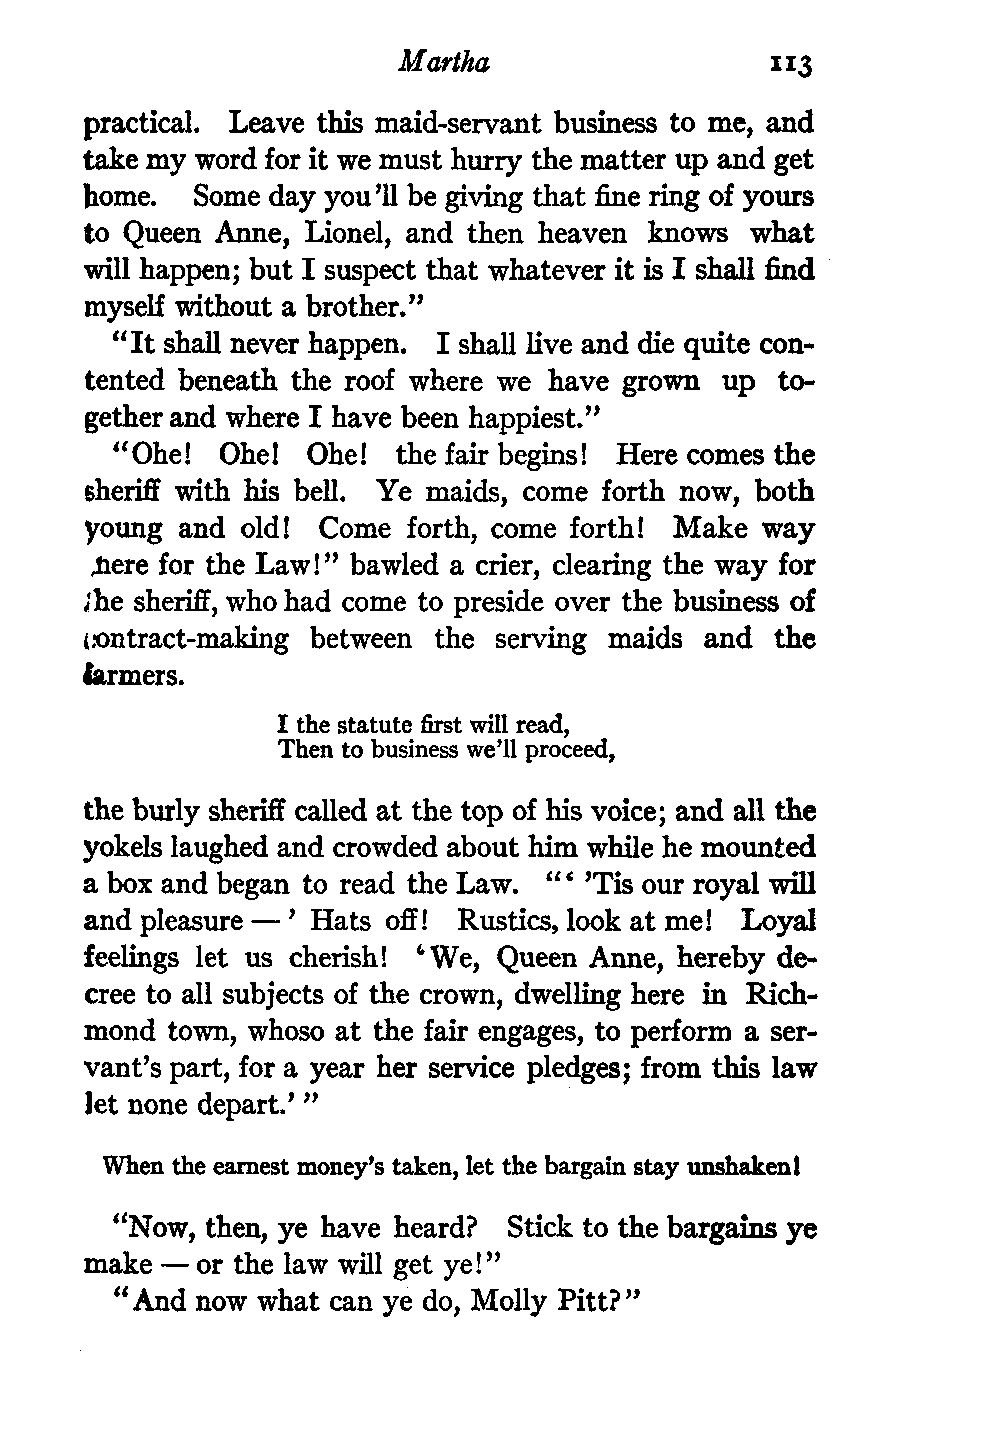 Martha 113
practical. Leave this maid-servant business to me, and
take my word for it we must hurry the matter up and get
home. Some day you'll be giving that fine ring of yours
to Queen Anne, Lionel, and then heaven knows what
will happen; but I suspect that whatever it is I shall find
myself without a brother."
"It shall never happen. I shall live and die quite con-
tented beneath the roof where we have grown up to-
gether and where I have been happiest."
"Ohe! Ohe! Ohe! the fair begins! Here comes the
sheriff with his bell. Ye maids, come forth now, both
young and old! Come forth, come forth! Make way
here for the Law!" bawled a crier, clearing the way for
the sheriff, who had come to preside over the business of
contract-making between the serving maids and the
farmers.
I the statute first will read,
Then to business we'll proceed,
the burly sheriff called at the top of his voice; and all the
yokels laughed and crowded about him while he mounted
a box and began to read the Law. "' 'Tis our royal will
and pleasure — ' Hats off! Rustics, look at me! Loyal
feelings let us cherish! 'We, Queen Anne, hereby de-
cree to all subjects of the crown, dwelling here in Rich-
mond town, whoso at the fair engages, to perform a ser-
vant's part, for a year her service pledges; from this law
let none depart.' "
When the earnest money's taken, let the bargain stay unshaken!
"Now, then, ye have heard? Stick to the bargains ye
make — or the law will get ye!"
"And now what can ye do, Molly Pitt?"